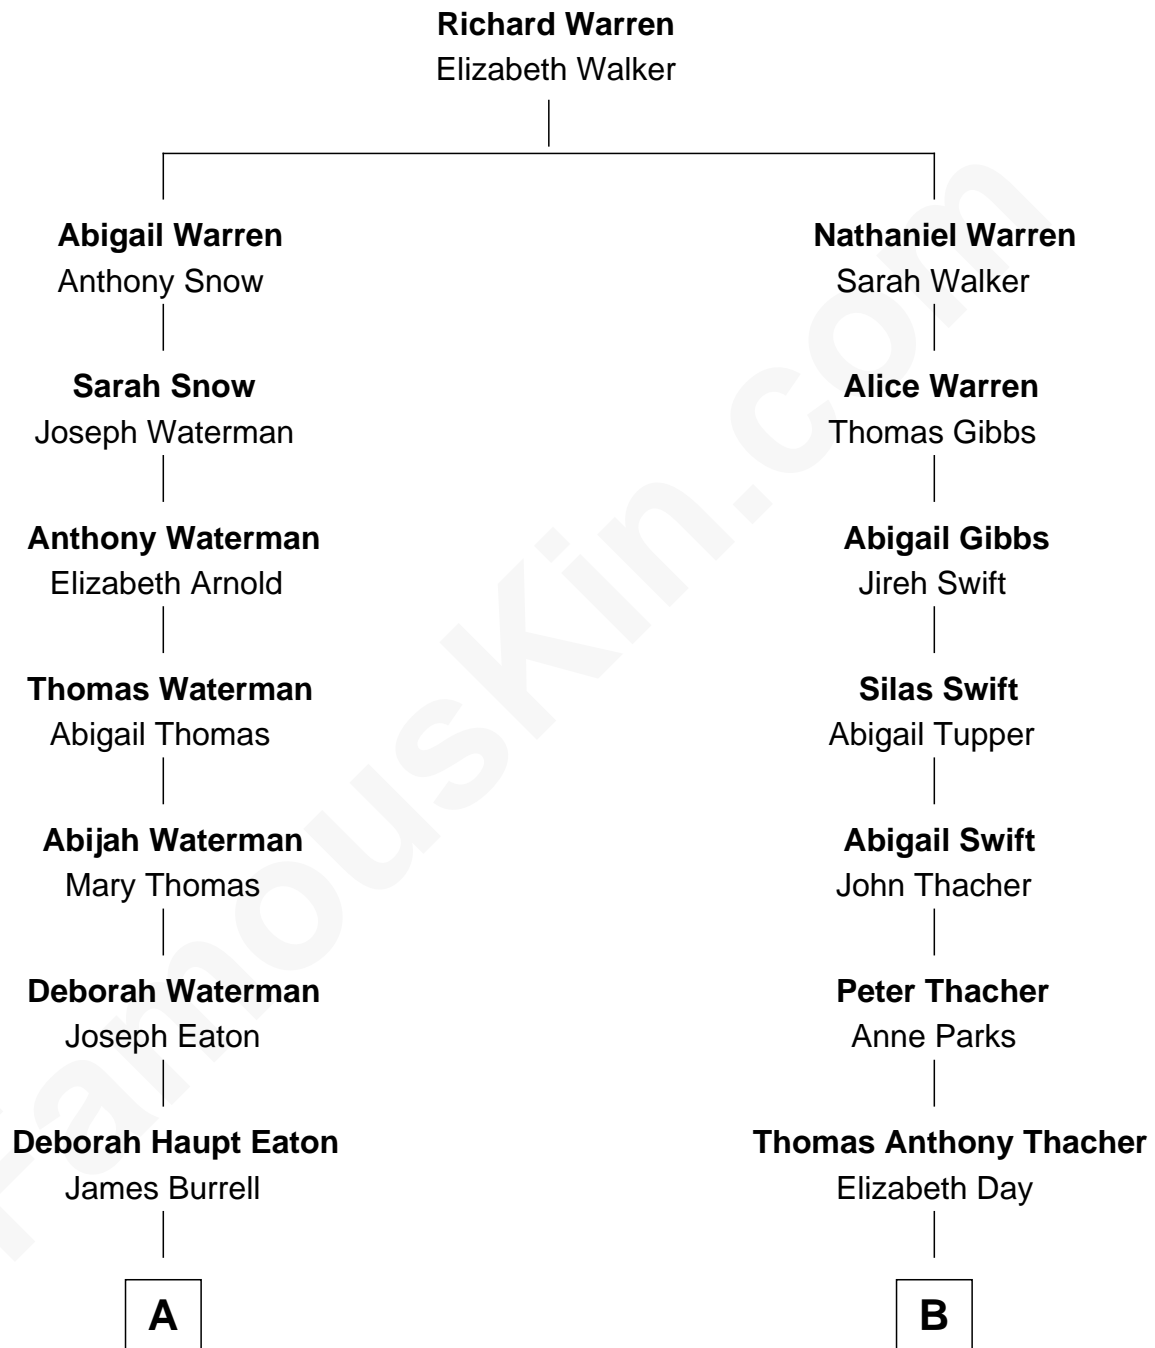 Richard Warren
Elizabeth Walker
Abigail Warren
Anthony Snow
Nathaniel Warren
Sarah Walker
Sarah Snow
Joseph Waterman
Alice Warren
Thomas Gibbs
Anthony Waterman
Elizabeth Arnold
Abigail Gibbs
Jireh Swift
Thomas Waterman
Abigail Thomas
Silas Swift
Abigail Tupper
Abijah Waterman
Mary Thomas
Abigail Swift
John Thacher
Deborah Waterman
Joseph Eaton
Peter Thacher
Anne Parks
Deborah Haupt Eaton
James Burrell
Thomas Anthony Thacher
Elizabeth Day
A
B
FamousKin.com